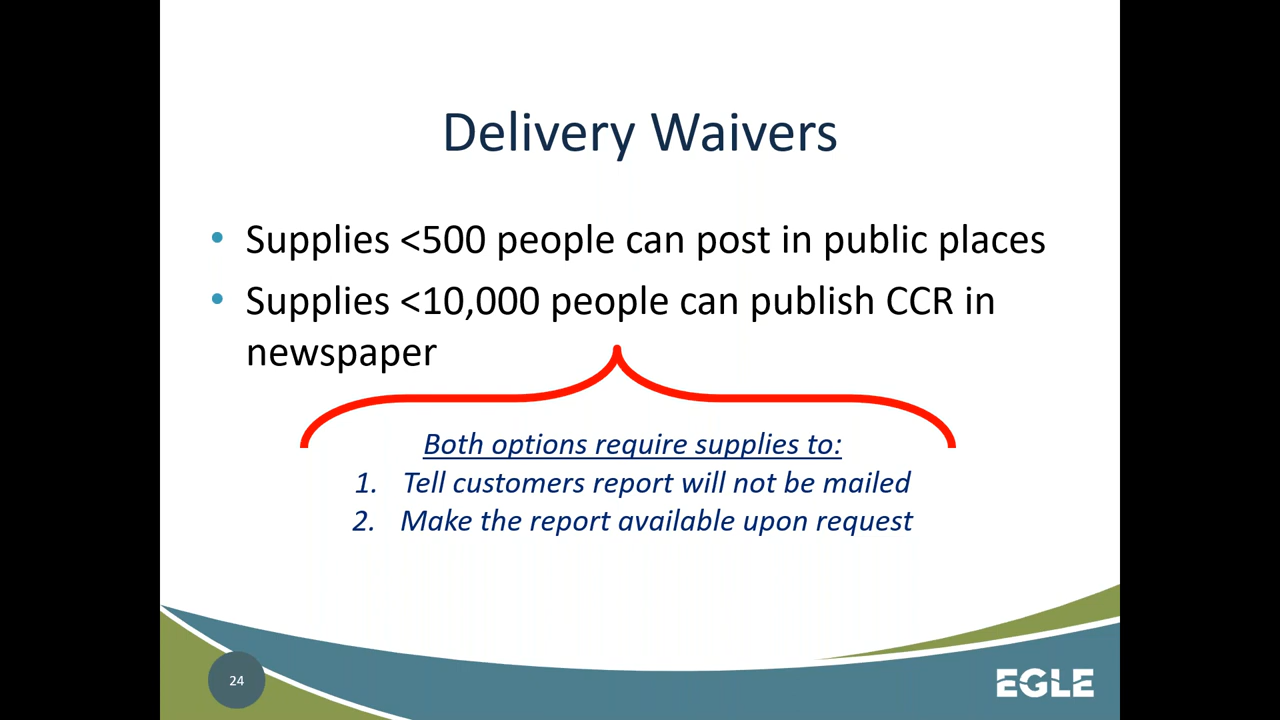 Delivery Waivers
• Supplies <500 people can post in public places
• Supplies <10,000 people can publish CCR in
newspaper
Both options require supplies to:
1. Tell customers report will not be mailed
2. Make the report available upon request
24
EGLE